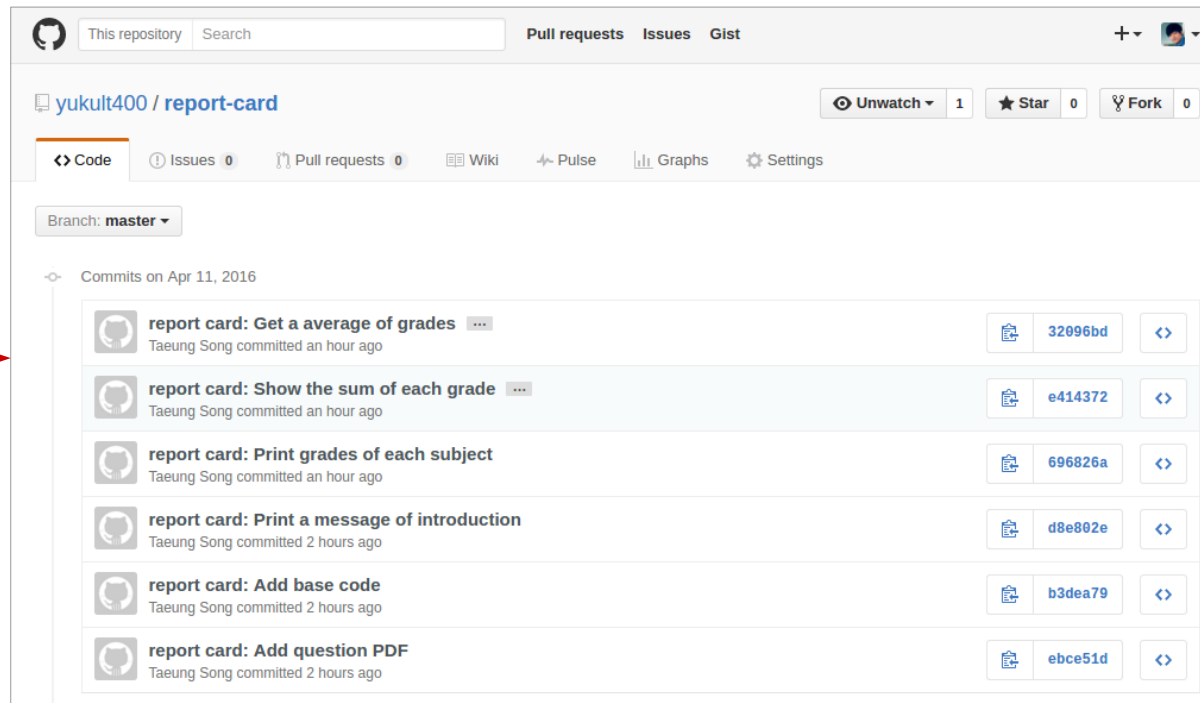 This repository Search Pull requests Issues Gist
yukult400 / report-card Unwatch 1 Star 0 Fork 0
Code Issues 0 Pull requests 0 Wiki Pulse Graphs Settings
Branch: master
Commits on Apr 11, 2016
report card: Get a average of grades …
Taeung Song committed an hour ago
32096bd
report card: Show the sum of each grade …
Taeung Song committed an hour ago
e414372
report card: Print grades of each subject
Taeung Song committed an hour ago
696826a
report card: Print a message of introduction
Taeung Song committed 2 hours ago
d8e802e
report card: Add base code
Taeung Song committed 2 hours ago
b3dea79
report card: Add question PDF
Taeung Song committed 2 hours ago
ebce51d